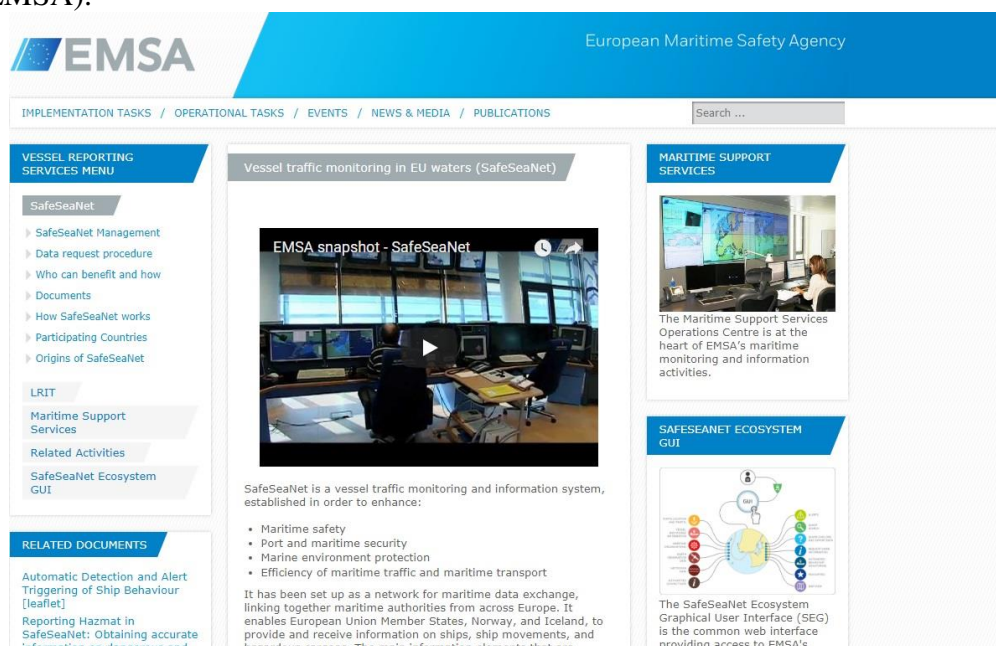 EMSA).
EMSA
European Maritime Safety Agency
IMPLEMENTATION TASKS / OPERATIONAL TASKS / EVENTS / NEWS & MEDIA / PUBLICATIONS
Search ...
VESSEL REPORTING
SERVICES MENU
SafeSeaNet
SafeSeaNet Management
Data request procedure
Who can benefit and how
Documents
How SafeSeaNet works
Participating Countries
Origins of SafeSeaNet
LRIT
Maritime Support
Services
Related Activities
SafeSeaNet Ecosystem
GUI
RELATED DOCUMENTS
Automatic Detection and Alert
Triggering of Ship Behaviour
[leaflet]
Reporting Hazmat in
SafeSeaNet: Obtaining accurate
Vessel traffic monitoring in EU waters (SafeSeaNet)
EMSA snapshot - SafeSeaNet
SafeSeaNet is a vessel traffic monitoring and information system,
established in order to enhance:
• Maritime safety
• Port and maritime security
• Marine environment protection
• Efficiency of maritime traffic and maritime transport
It has been set up as a network for maritime data exchange,
linking together maritime authorities from across Europe. It
enables European Union Member States, Norway, and Iceland, to
provide and receive information on ships, ship movements, and
MARITIME SUPPORT
SERVICES
The Maritime Support Services
Operations Centre is at the
heart of EMSA's maritime
monitoring and information
activities.
SAFESEANET ECOSYSTEM
GUI
GUI
The SafeSeaNet Ecosystem
Graphical User Interface (SEG)
is the common web interface
providing access to EMSA's